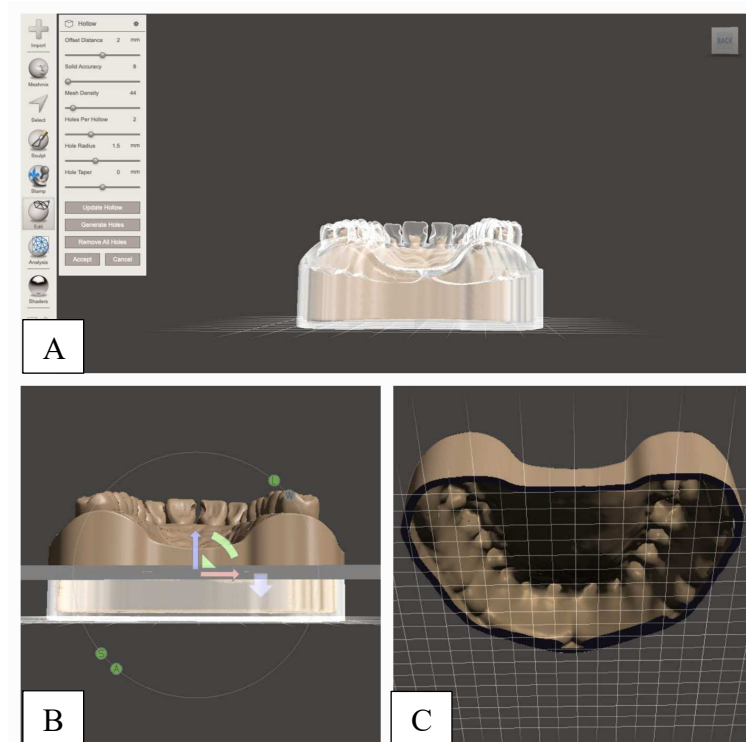 Import
Meshmix
Select
Sculpt
Stamp
Edit
Analysis
Shaders
Hollow
Offset Distance 2 mm
Solid Accuracy 8
Mesh Density 44
Holes Per Hollow 2
Hole Radius 1.5 mm
Hole Taper 0 mm
Update Hollow
Generate Holes
Remove All Holes
Accept Cancel
BACK
A
L
W
S
A
B
C